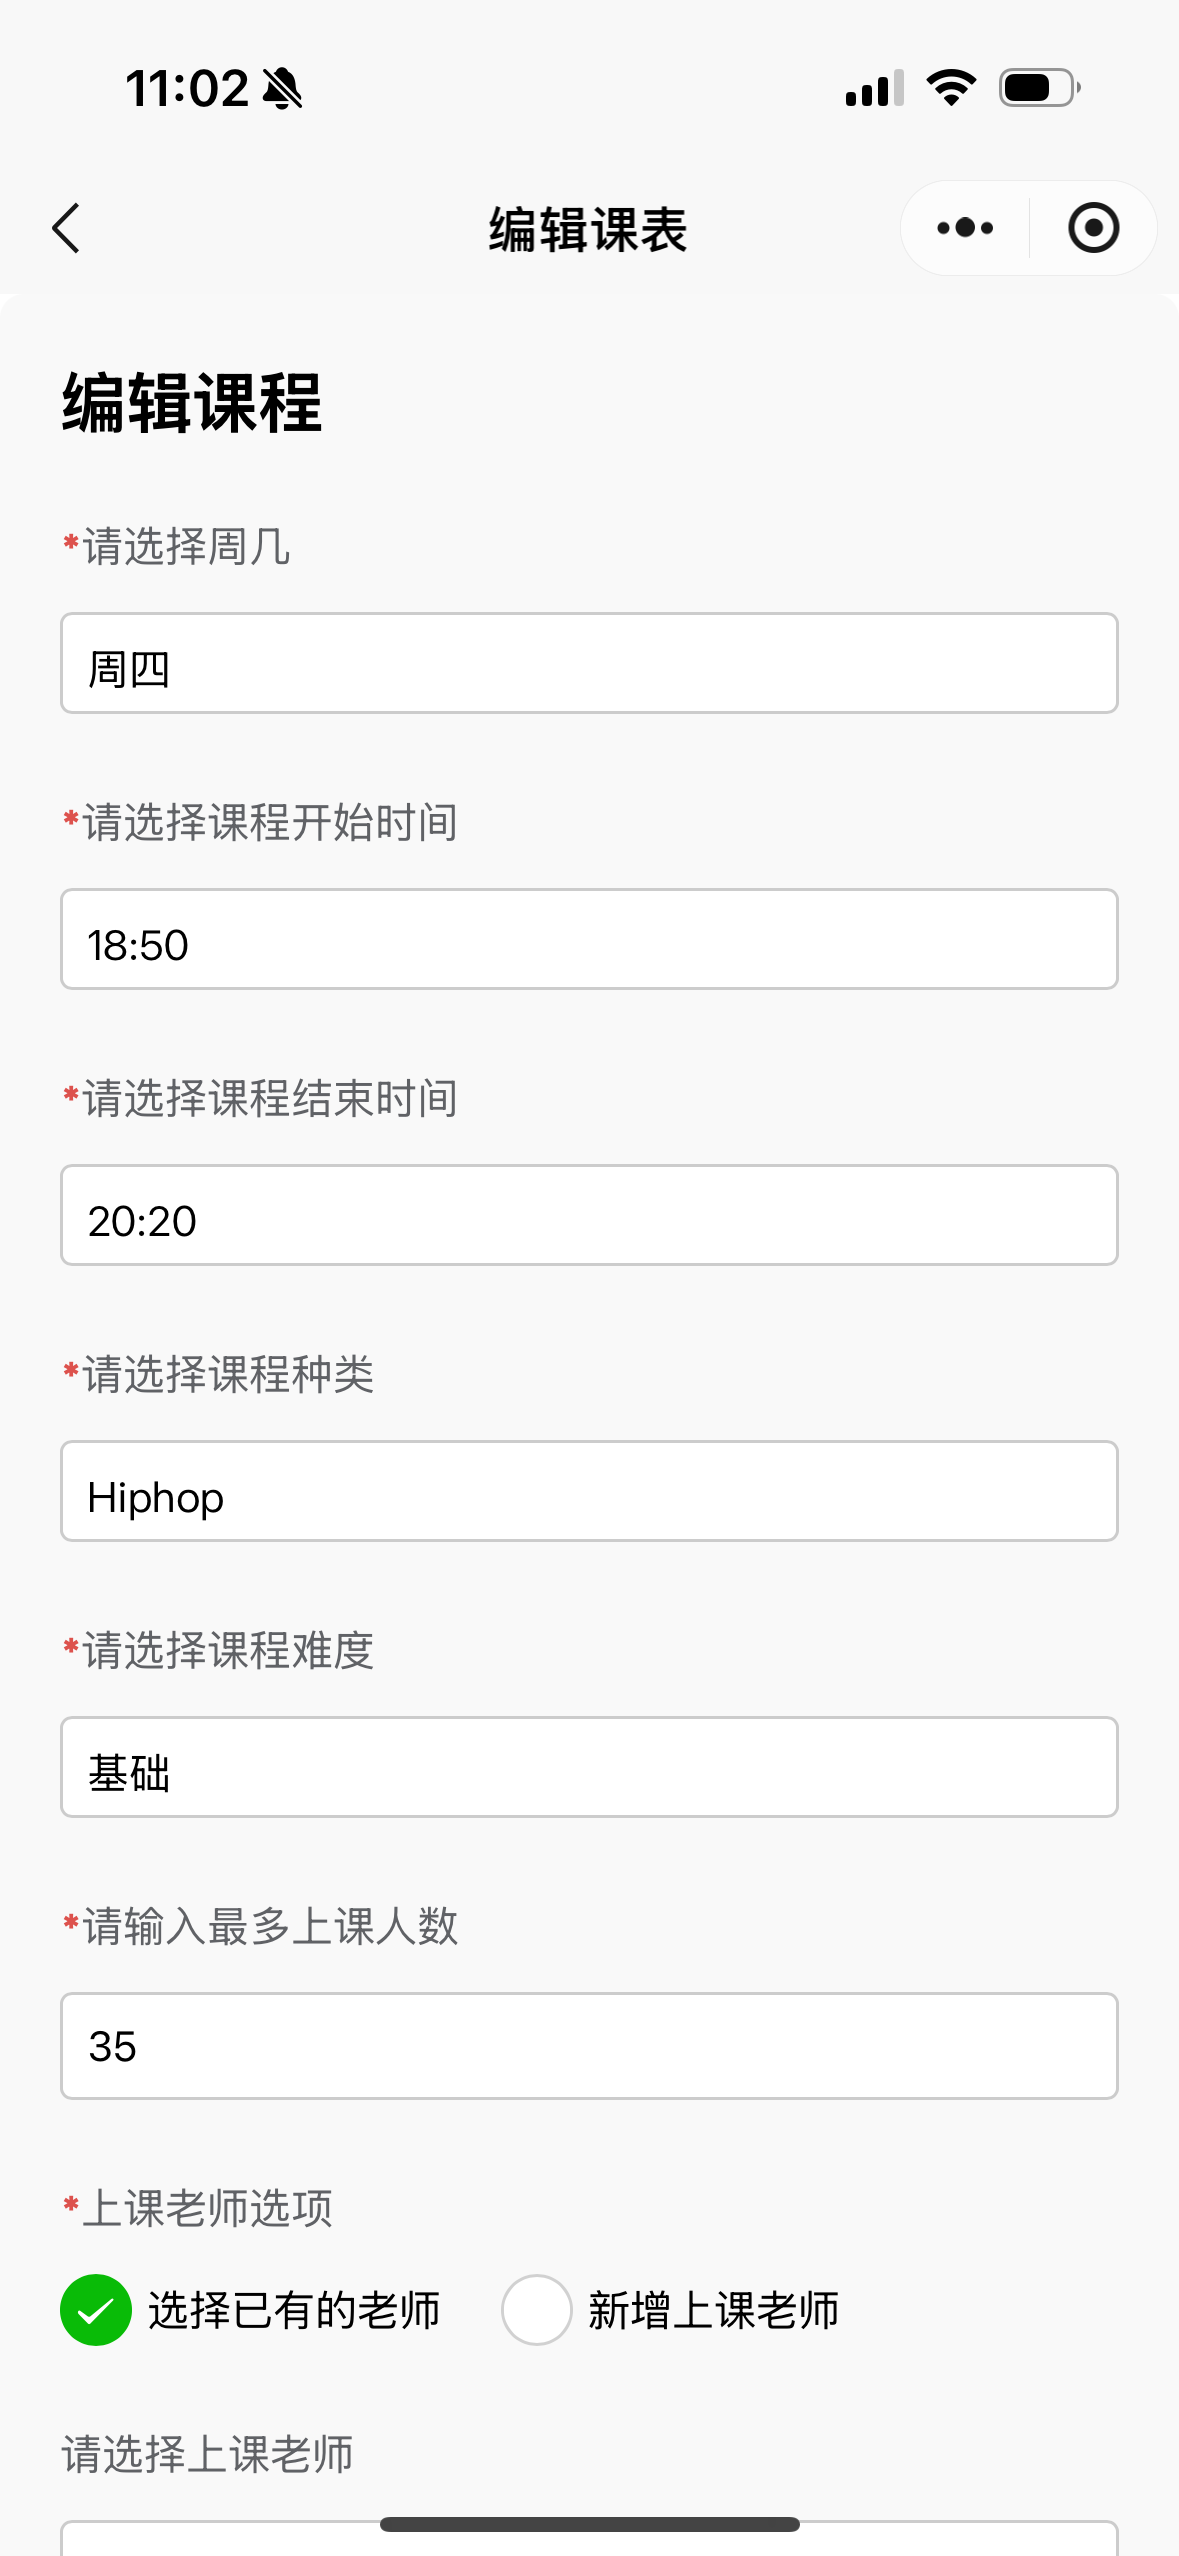 11:02
编辑课表
编辑课程
*请选择周几
周四
*请选择课程开始时间
18:50
*请选择课程结束时间
20:20
*请选择课程种类
Hiphop
*请选择课程难度
基础
*请输入最多上课人数
35
*上课老师选项
选择已有的老师 新增上课老师
请选择上课老师